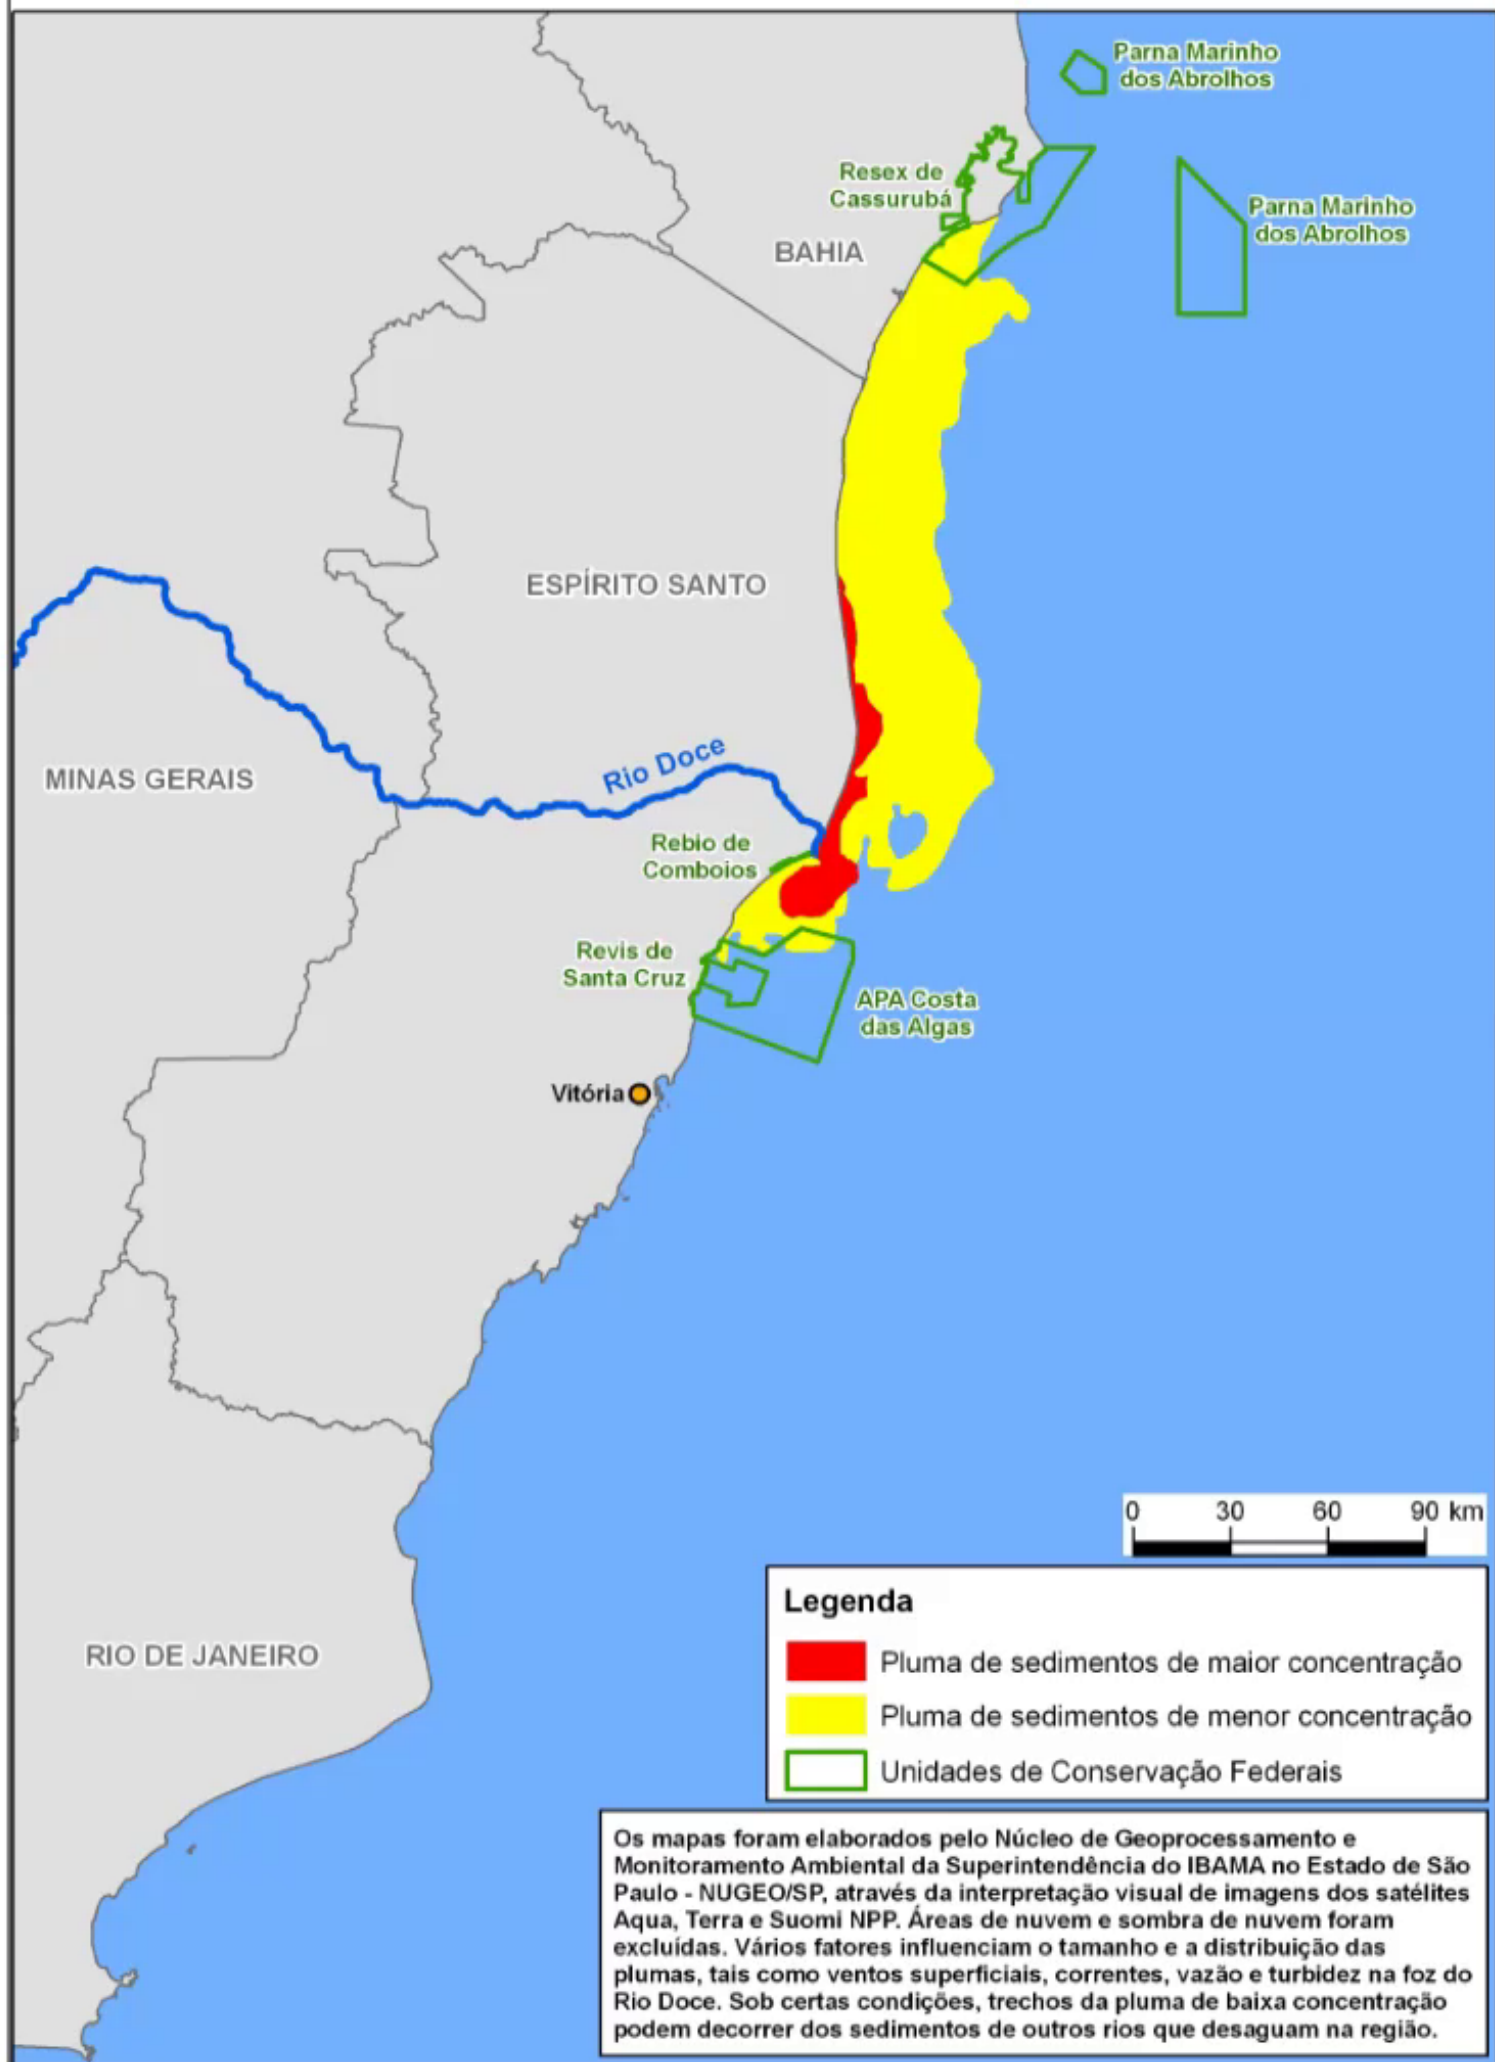 Parna Marinho
dos Abrolhos
Resex de
Cassurubá
Parna Marinho
dos Abrolhos
BAHIA
ESPÍRITO SANTO
Rio Doce
MINAS GERAIS
Rebio de
Comboios
Revis de
Santa Cruz
APA Costa
das Algas
Vitória
0 30 60 90 km
RIO DE JANEIRO
Legenda
Pluma de sedimentos de maior concentração
Pluma de sedimentos de menor concentração
Unidades de Conservação Federais
Os mapas foram elaborados pelo Núcleo de Geoprocessamento e
Monitoramento Ambiental da Superintendência do IBAMA no Estado de São
Paulo - NUGEO/SP, através da interpretação visual de imagens dos satélites
Aqua, Terra e Suomi NPP. Áreas de nuvem e sombra de nuvem foram
excluídas. Vários fatores influenciam o tamanho e a distribuição das
plumas, tais como ventos superficiais, correntes, vazão e turbidez na foz do
Rio Doce. Sob certas condições, trechos da pluma de baixa concentração
podem decorrer dos sedimentos de outros rios que desaguam na região.